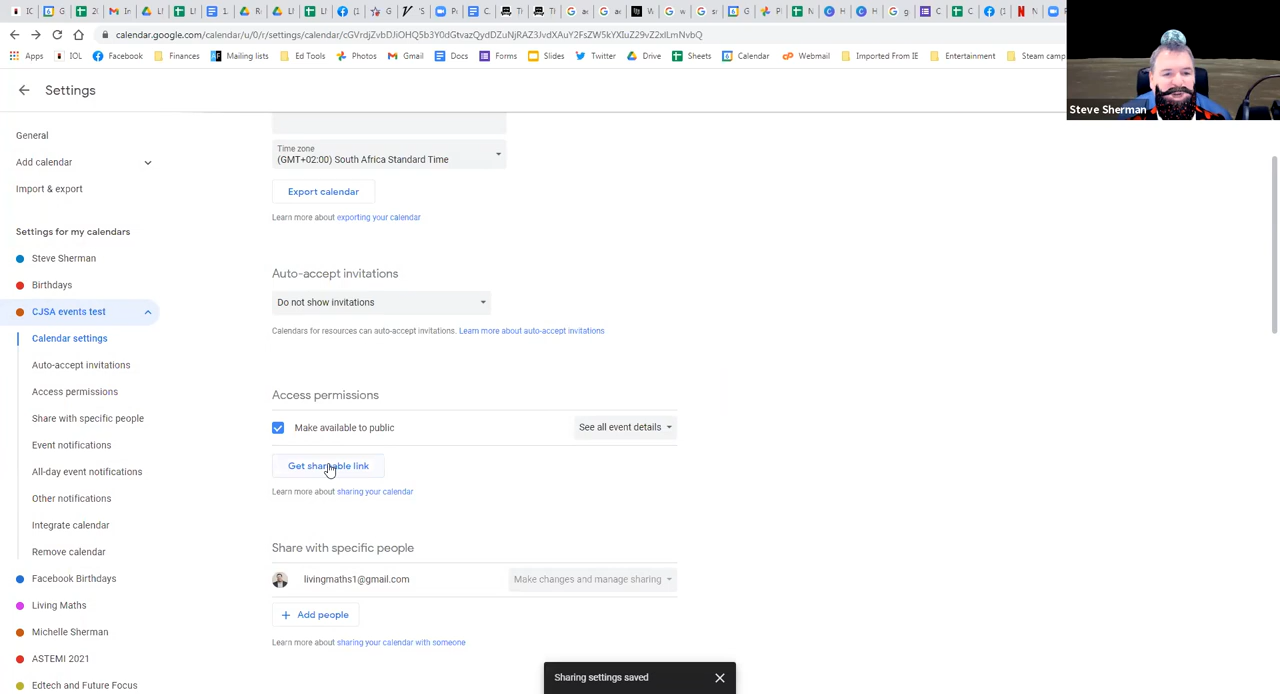 calendar.google.com/calendar/u/0/r/settings/calendar/
Apps IOL Facebook Finances Mailing lists Ed Tools Photos Gmail Docs Forms Slides Twitter Drive Sheets Calendar Webmail Imported From IE Entertainment Steam camp
Steve Sherman
Settings
General
Add calendar
Import & export
Settings for my calendars
Steve Sherman
Birthdays
CJSA events test
Calendar settings
Auto-accept invitations
Access permissions
Share with specific people
Event notifications
All-day event notifications
Other notifications
Integrate calendar
Remove calendar
Facebook Birthdays
Living Maths
Michelle Sherman
ASTEMI 2021
Edtech and Future Focus
Time zone
(GMT+02:00) South Africa Standard Time
Export calendar
Learn more about exporting your calendar
Auto-accept invitations
Do not show invitations
Calendars for resources can auto-accept invitations. Learn more about auto-accept invitations
Access permissions
Make available to public See all event details
Get shareable link
Learn more about sharing your calendar
Share with specific people
livingmaths1@gmail.com Make changes and manage sharing
+ Add people
Learn more about sharing your calendar with someone
Sharing settings saved